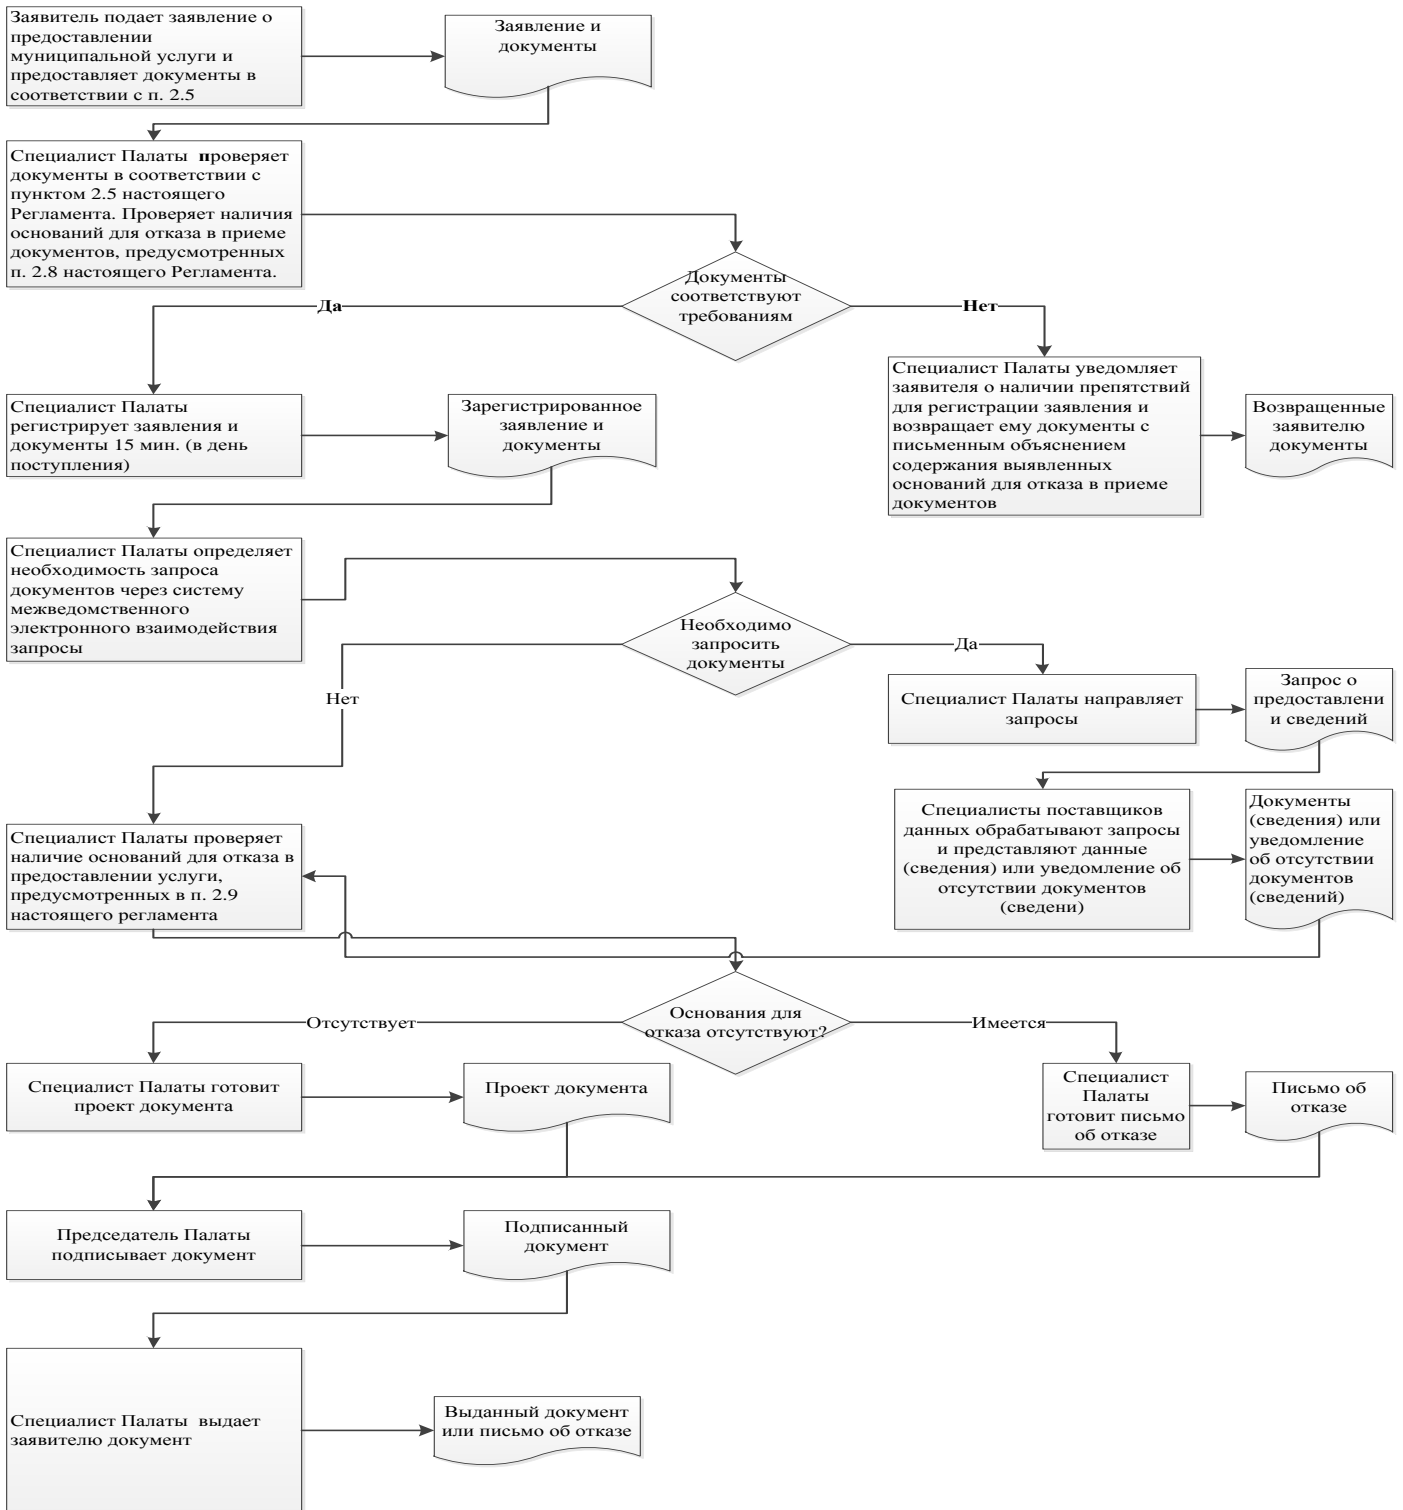 Заявитель подает заявление о
предоставлении
муниципальной услуги и
предоставляет документы в
соответствии с п. 2.5
Заявление и
документы
Специалист Палаты  проверяет
документы в соответствии с
пунктом 2.5 настоящего
Регламента. Проверяет наличия
оснований для отказа в приеме
документов, предусмотренных
п. 2.8 настоящего Регламента.
Документы
соответствуют
требованиям
Да
Нет
Специалист Палаты
регистрирует заявления и
документы 15 мин. (в день
поступления)
Зарегистрированное
заявление и
документы
Специалист Палаты уведомляет
заявителя о наличии препятствий
для регистрации заявления и
возвращает ему документы с
письменным объяснением
содержания выявленных
оснований для отказа в приеме
документов
Возвращенные
заявителю
документы
Специалист Палаты определяет
необходимость запроса
документов через систему
межведомственного
электронного взаимодействия
запросы
Необходимо
запросить
документы
Да
Нет
Специалист Палаты направляет
запросы
Запрос о
предоставлени
и сведений
Специалисты поставщиков
данных обрабатывают запросы
и представляют данные
(сведения) или уведомление об
отсутствии документов
(сведени)
Документы
(сведения) или
уведомление
об отсутствии
документов
(сведений)
Специалист Палаты проверяет
наличие оснований для отказа в
предоставлении услуги,
предусмотренных в п. 2.9
настоящего регламента
Основания для
отказа отсутствуют?
Отсутствует
Имеется
Специалист Палаты готовит
проект документа
Проект документа
Специалист
Палаты
готовит письмо
об отказе
Письмо об
отказе
Председатель Палаты
подписывает документ
Подписанный
документ
Специалист Палаты  выдает
заявителю документ
Выданный документ
или письмо об отказе